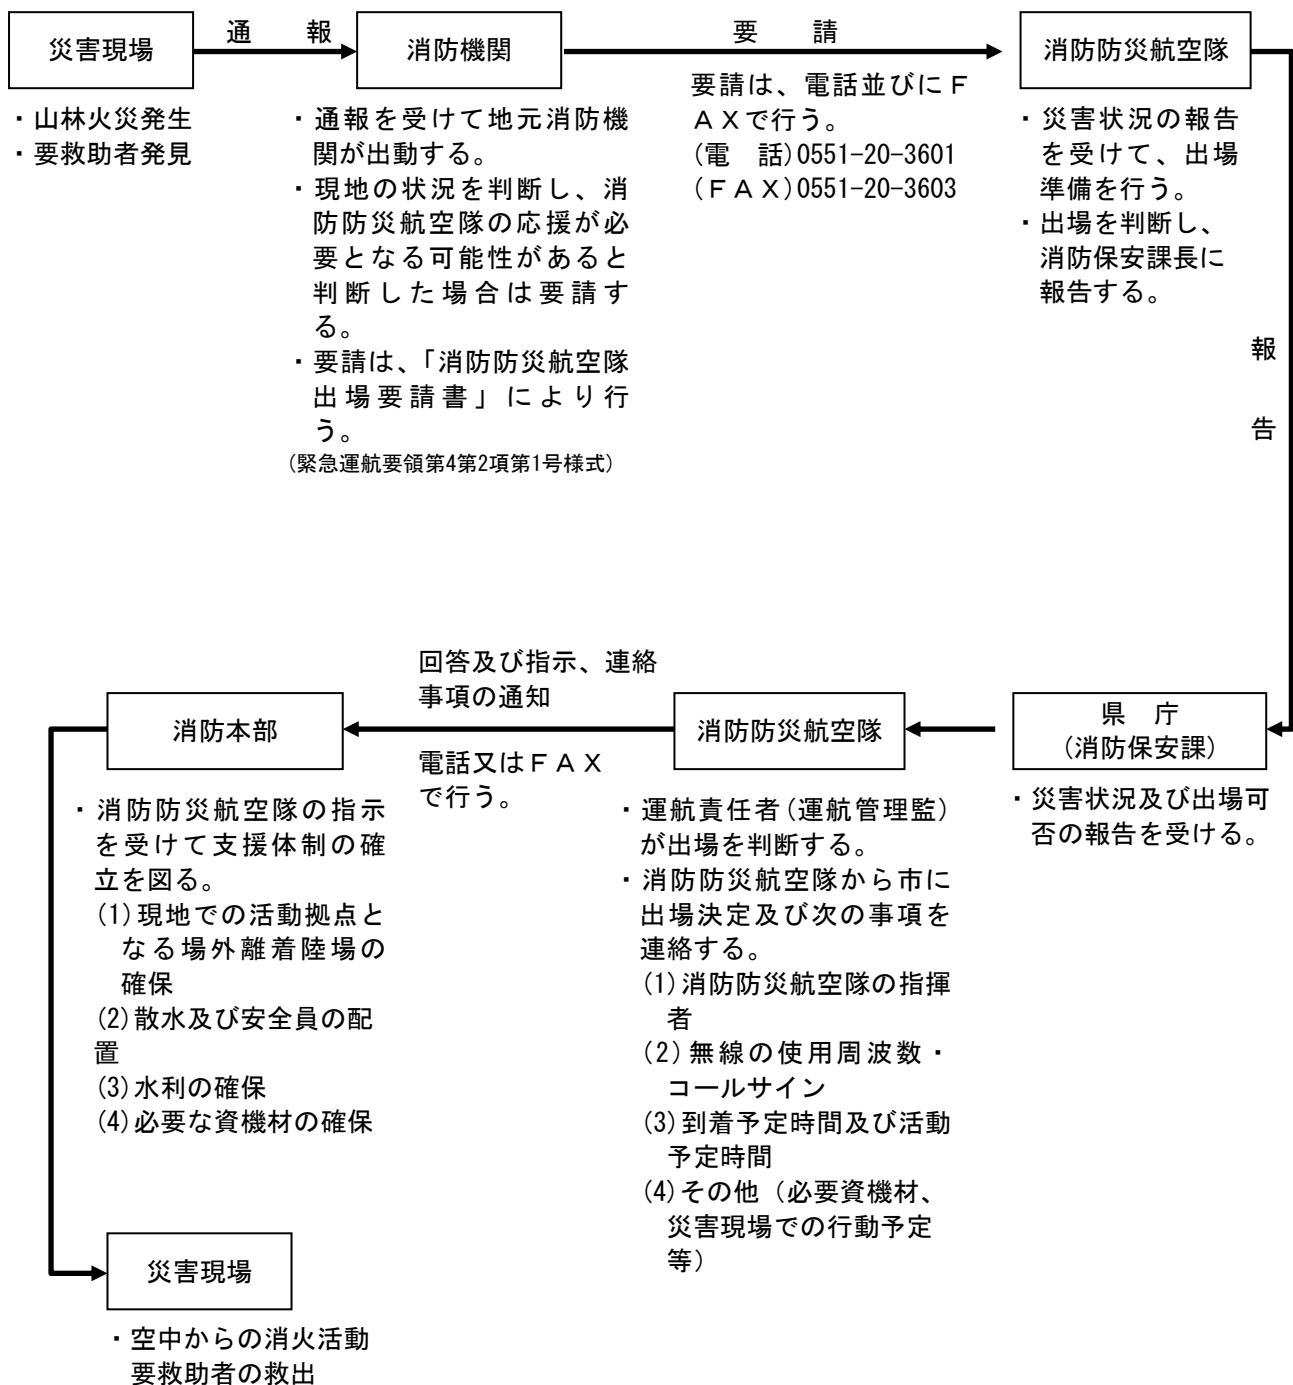 災害現場
通　　報
消防機関
要　　請
消防防災航空隊
・山林火災発生
・要救助者発見
・通報を受けて地元消防機
関が出動する。
・現地の状況を判断し、消
防防災航空隊の応援が必
要となる可能性があると
判断した場合は要請す
る。
・要請は、「消防防災航空隊
出場要請書」により行
う。
(緊急運航要領第4第2項第1号様式)
要請は、電話並びにＦ
ＡＸで行う。
(電　話)0551-20-3601
(ＦＡＸ)0551-20-3603
・災害状況の報告
を受けて、出場
準備を行う。
・出場を判断し、
消防保安課長に
報告する。
報
告
県　庁
(消防保安課)
・災害状況及び出場可
否の報告を受ける。
消防防災航空隊
・運航責任者(運航管理監)
が出場を判断する。
・消防防災航空隊から市に
出場決定及び次の事項を
連絡する。
(1)消防防災航空隊の指揮
者
(2)無線の使用周波数・
コールサイン
(3)到着予定時間及び活動
予定時間
(4)その他（必要資機材、
災害現場での行動予定
等）
回答及び指示、連絡
事項の通知
電話又はＦＡＸ
で行う。
消防本部
・消防防災航空隊の指示
を受けて支援体制の確
立を図る。
(1)現地での活動拠点と
なる場外離着陸場の
確保
(2)散水及び安全員の配
置
(3)水利の確保
(4)必要な資機材の確保
災害現場
・空中からの消火活動
要救助者の救出